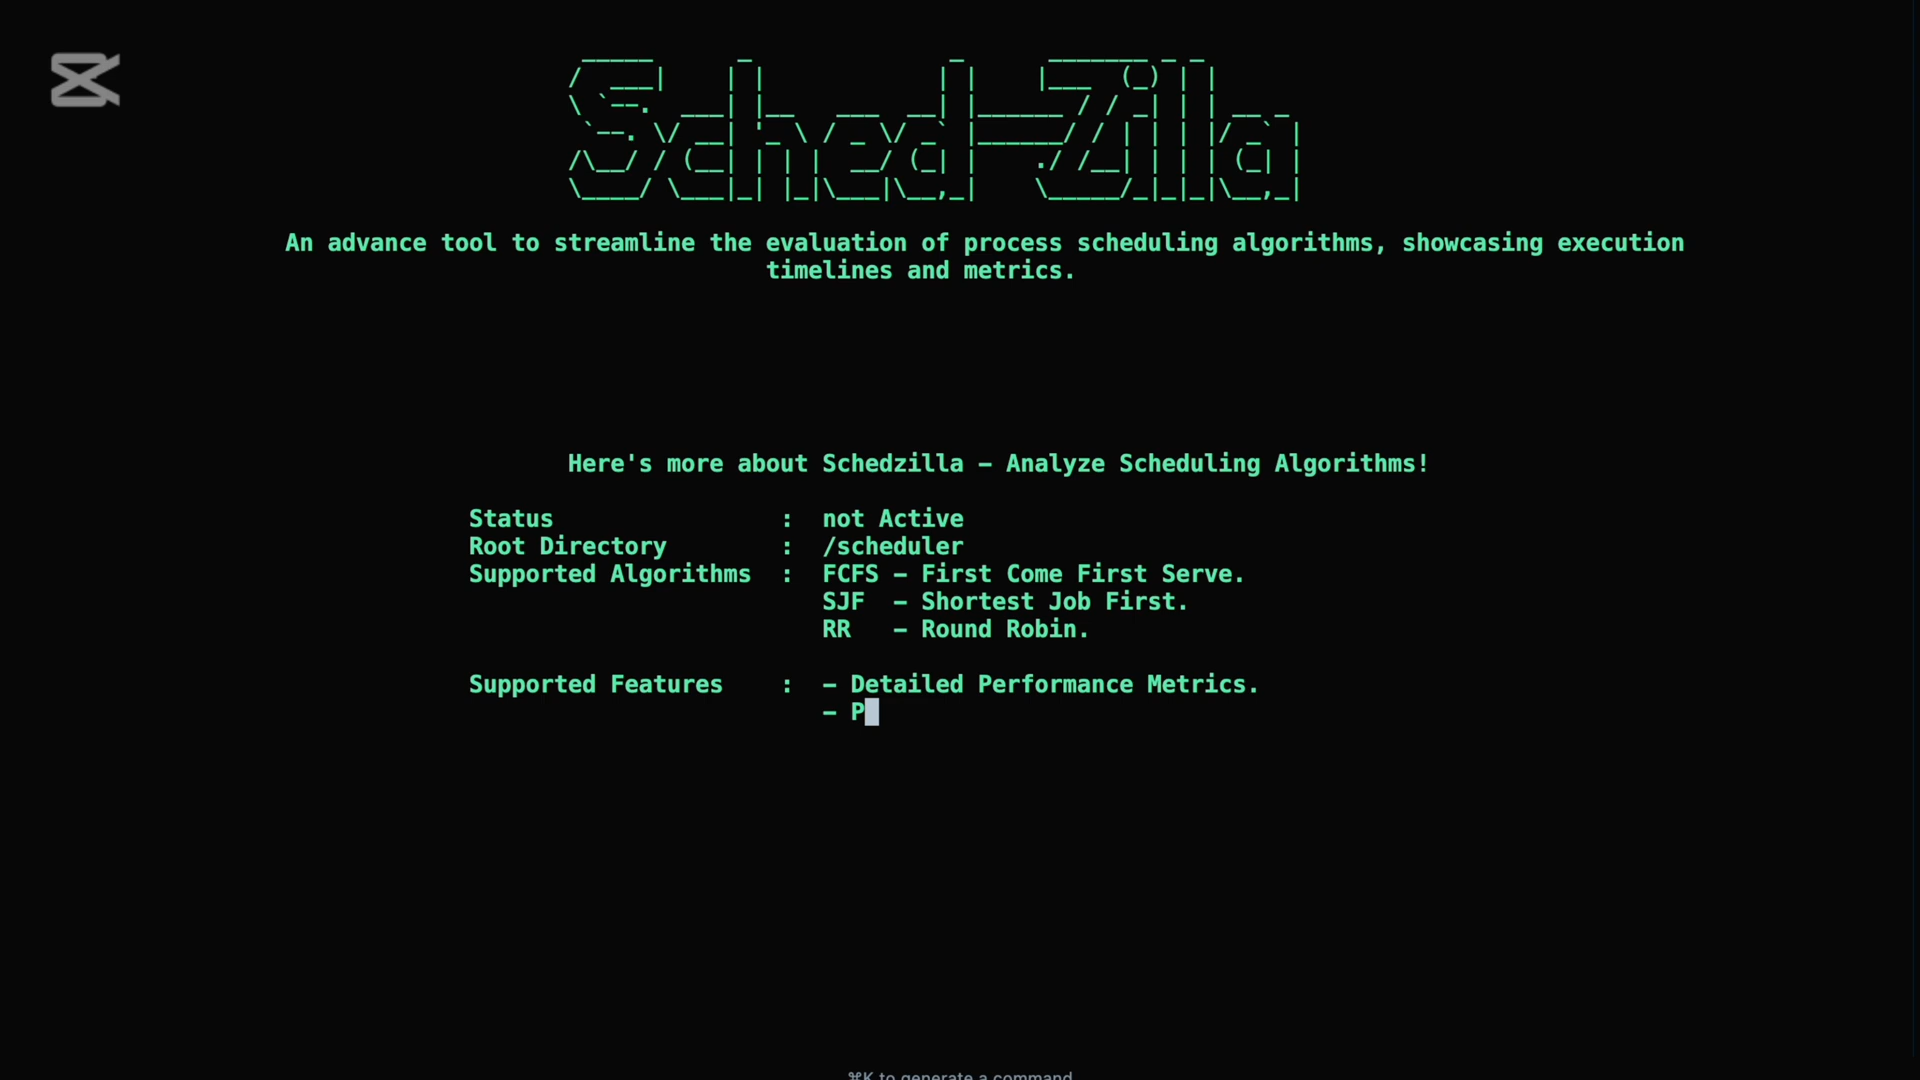 Sched-Zilla
An advance tool to streamline the evaluation of process scheduling algorithms, showcasing execution
timelines and metrics.
Here's more about Schedzilla – Analyze Scheduling Algorithms!
Status : not Active
Root Directory : /scheduler
Supported Algorithms : FCFS – First Come First Serve.
SJF – Shortest Job First.
RR – Round Robin.
Supported Features : – Detailed Performance Metrics.
– P
⌘K to generate a command